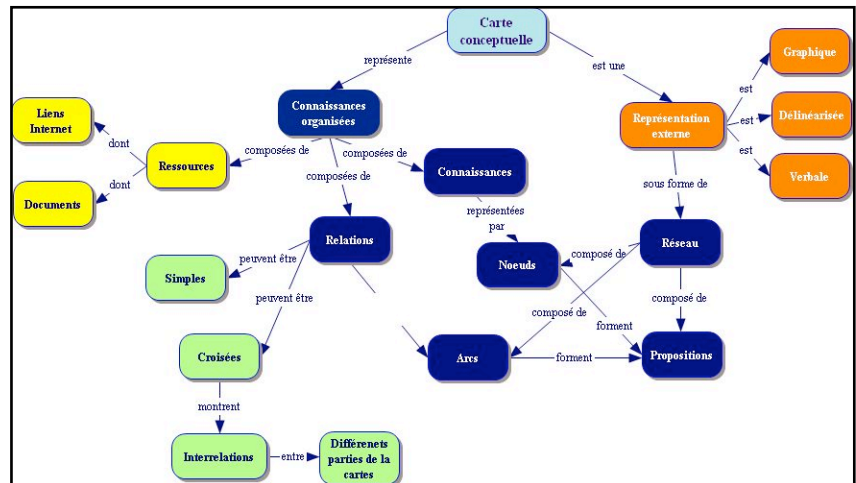 Carte
conceptuelle
représente
est une
Graphique
Liens
Internet
Connaissances
organisées
est
Représentation
externe
est
Délinéarisée
dont
composées de
composées de
est
Ressources
dont
Connaissances
Verbale
composées de
sous forme de
Documents
représentées
par
Relations
Réseau
peuvent être
Noeuds
composé de
Simples
peuvent être
composé de
composé de
forment
Croisées
Arcs
forment
Propositions
montrent
Interrelations
entre
Différenets
parties de la
cartes